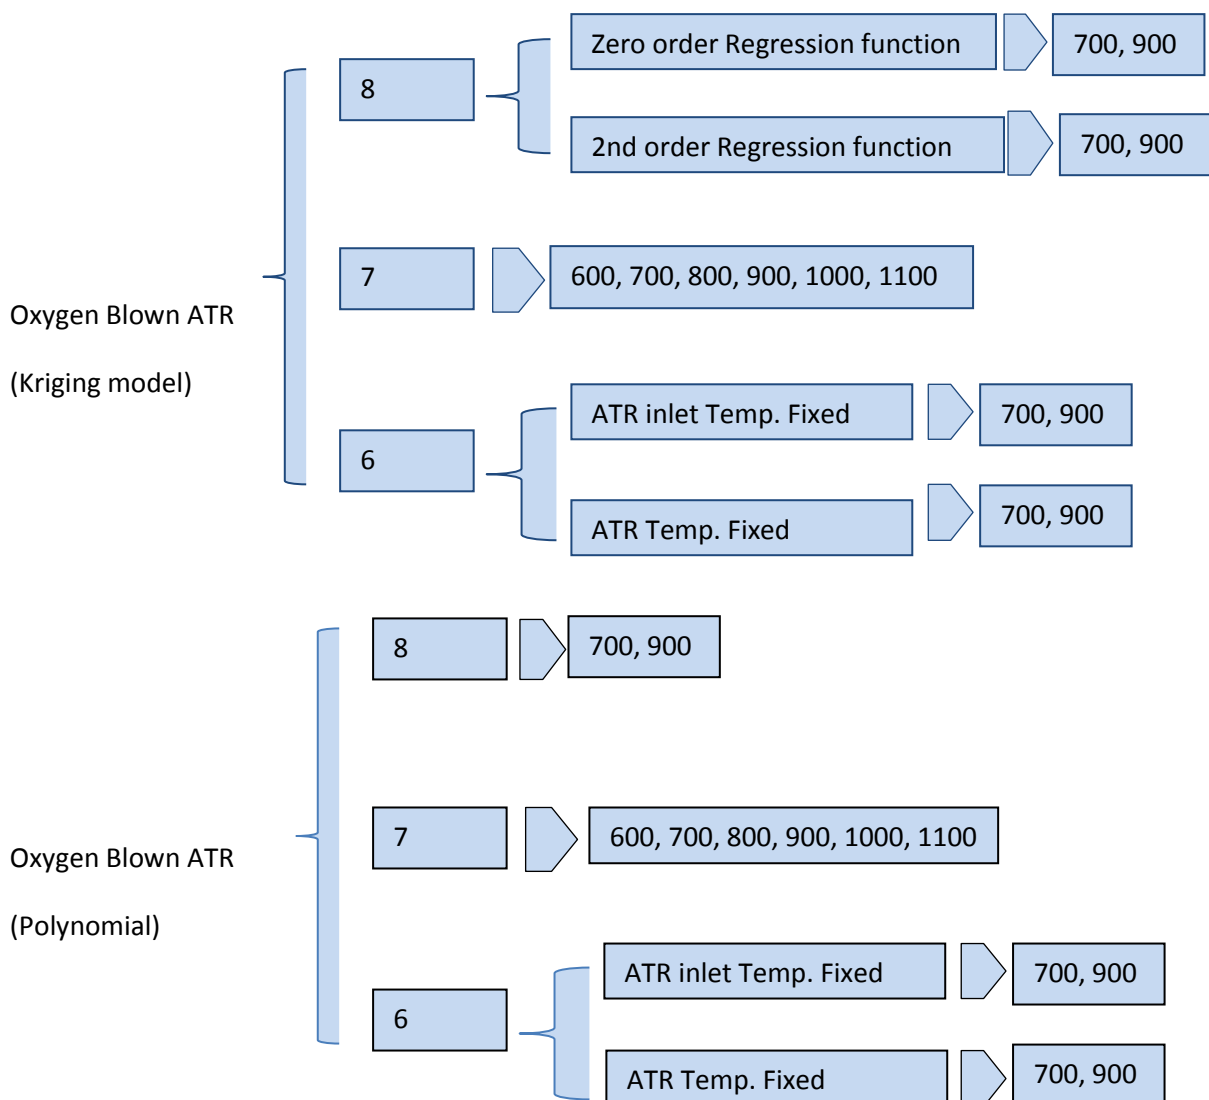 Zero order Regression function
700, 900
8
2nd order Regression function
700, 900
7
600, 700, 800, 900, 1000, 1100
Oxygen Blown ATR
(Kriging model)
ATR inlet Temp. Fixed
700, 900
6
ATR Temp. Fixed
700, 900
8
700, 900
7
600, 700, 800, 900, 1000, 1100
Oxygen Blown ATR
(Polynomial)
ATR inlet Temp. Fixed
700, 900
6
ATR Temp. Fixed
700, 900